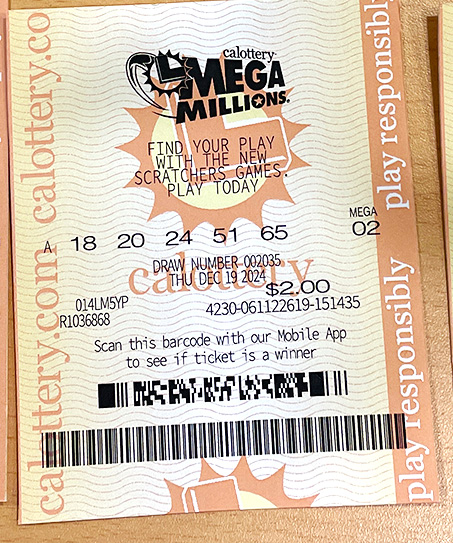 calottery
MEGA
MILLIONS.
FIND YOUR PLAY
WITH THE NEW
SCRATCHERS GAMES.
PLAY TODAY
MEGA
A 18 20 24 51 65 02
DRAW NUMBER 002035
THU DEC 19 2024
calottery
$2.00
014LM5YP 4230-061122619-151435
R1036868
Scan this barcode with our Mobile App
to see if ticket is a winner
calottery.com calottery.co
play responsibly play responsibly